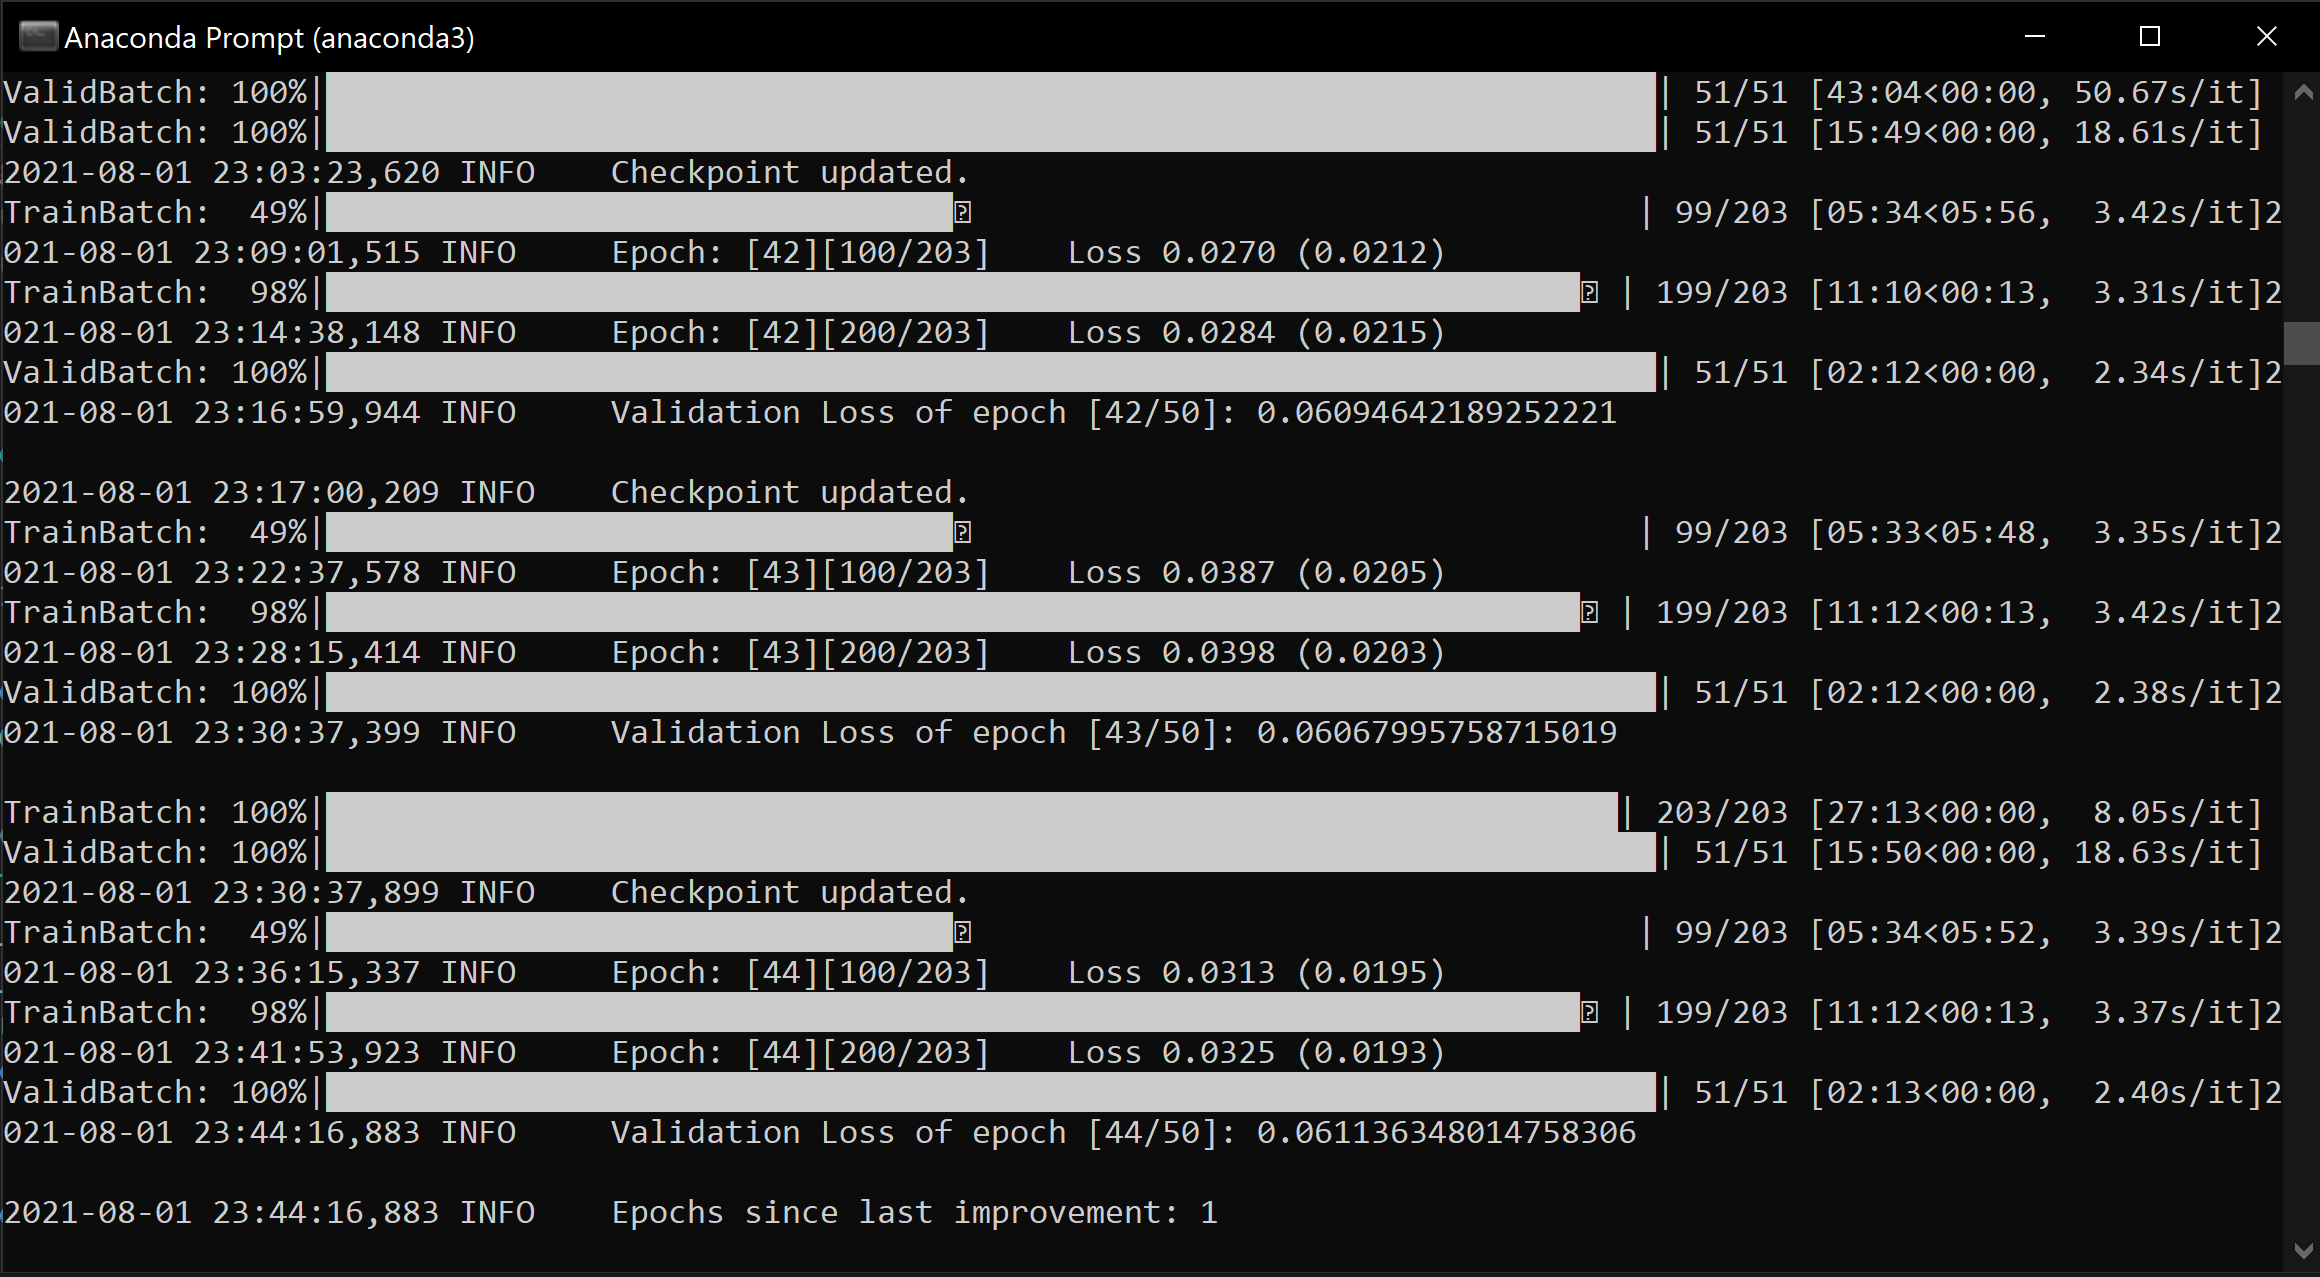 Anaconda Prompt (anaconda3)
ValidBatch: 100%|| 51/51 [43:04<00:00, 50.67s/it]
ValidBatch: 100%|| 51/51 [15:49<00:00, 18.61s/it]
2021-08-01 23:03:23,620 INFO    Checkpoint updated.
TrainBatch:  49%|| 99/203 [05:34<05:56,  3.42s/it]2
021-08-01 23:09:01,515 INFO    Epoch: [42][100/203]    Loss 0.0270 (0.0212)
TrainBatch:  98%|| 199/203 [11:10<00:13,  3.31s/it]2
021-08-01 23:14:38,148 INFO    Epoch: [42][200/203]    Loss 0.0284 (0.0215)
ValidBatch: 100%|| 51/51 [02:12<00:00,  2.34s/it]2
021-08-01 23:16:59,944 INFO    Validation Loss of epoch [42/50]: 0.06094642189252221
2021-08-01 23:17:00,209 INFO    Checkpoint updated.
TrainBatch:  49%|| 99/203 [05:33<05:48,  3.35s/it]2
021-08-01 23:22:37,578 INFO    Epoch: [43][100/203]    Loss 0.0387 (0.0205)
TrainBatch:  98%|| 199/203 [11:12<00:13,  3.42s/it]2
021-08-01 23:28:15,414 INFO    Epoch: [43][200/203]    Loss 0.0398 (0.0203)
ValidBatch: 100%|| 51/51 [02:12<00:00,  2.38s/it]2
021-08-01 23:30:37,399 INFO    Validation Loss of epoch [43/50]: 0.06067995758715019
TrainBatch: 100%|| 203/203 [27:13<00:00,  8.05s/it]
ValidBatch: 100%|| 51/51 [15:50<00:00, 18.63s/it]
2021-08-01 23:30:37,899 INFO    Checkpoint updated.
TrainBatch:  49%|| 99/203 [05:34<05:52,  3.39s/it]2
021-08-01 23:36:15,337 INFO    Epoch: [44][100/203]    Loss 0.0313 (0.0195)
TrainBatch:  98%|| 199/203 [11:12<00:13,  3.37s/it]2
021-08-01 23:41:53,923 INFO    Epoch: [44][200/203]    Loss 0.0325 (0.0193)
ValidBatch: 100%|| 51/51 [02:13<00:00,  2.40s/it]2
021-08-01 23:44:16,883 INFO    Validation Loss of epoch [44/50]: 0.061136348014758306
2021-08-01 23:44:16,883 INFO    Epochs since last improvement: 1